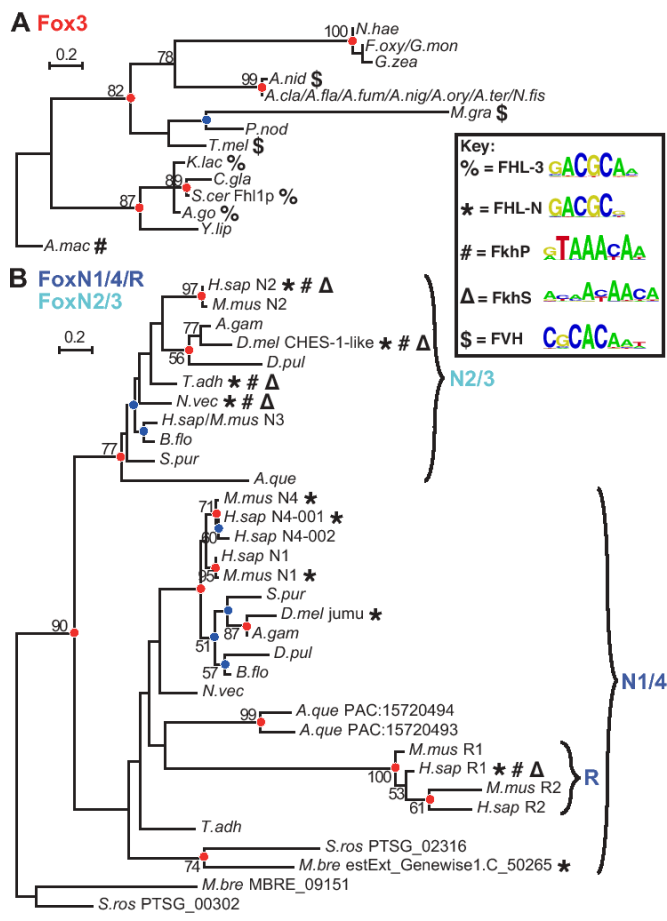 A Fox3
0.2
100
N.hae
F.oxy/G.mon
G.zea
78
82
99
A.nid $
A.cla/A.fla/A.fum/A.nig/A.ory/A.ter/N.fis
M.gra $
P.nod
T.mel $
K.lac %
89
C.gla
S.cer Fhl1p %
87
A.go %
Y.lip
A.mac #
Key:
% = FHL-3 GACGCAA
* = FHL-N GACGC
# = FkhP GTAAACAA
Δ = FkhS
$ = FVH CGCACAAT
B FoxN1/4/R
FoxN2/3
0.2
97
H.sap N2 * # Δ
M.mus N2
77
A.gam
D.mel CHES-1-like * # Δ
56
D.pul
T.adh * # Δ
N2/3
N.vec * # Δ
H.sap/M.mus N3
B.flo
77
S.pur
A.que
71
M.mus N4 *
H.sap N4-001 *
60
H.sap N4-002
H.sap N1
95
M.mus N1 *
S.pur
D.mel jumu *
90
87
A.gam
51
D.pul
57
B.flo
N1/4
N.vec
99
A.que PAC:15720494
A.que PAC:15720493
M.mus R1
100
H.sap R1 * # Δ
R
53
M.mus R2
61
H.sap R2
T.adh
S.ros PTSG_02316
74
M.bre estExt_Genewise1.C_50265 *
M.bre MBRE_09151
S.ros PTSG_00302